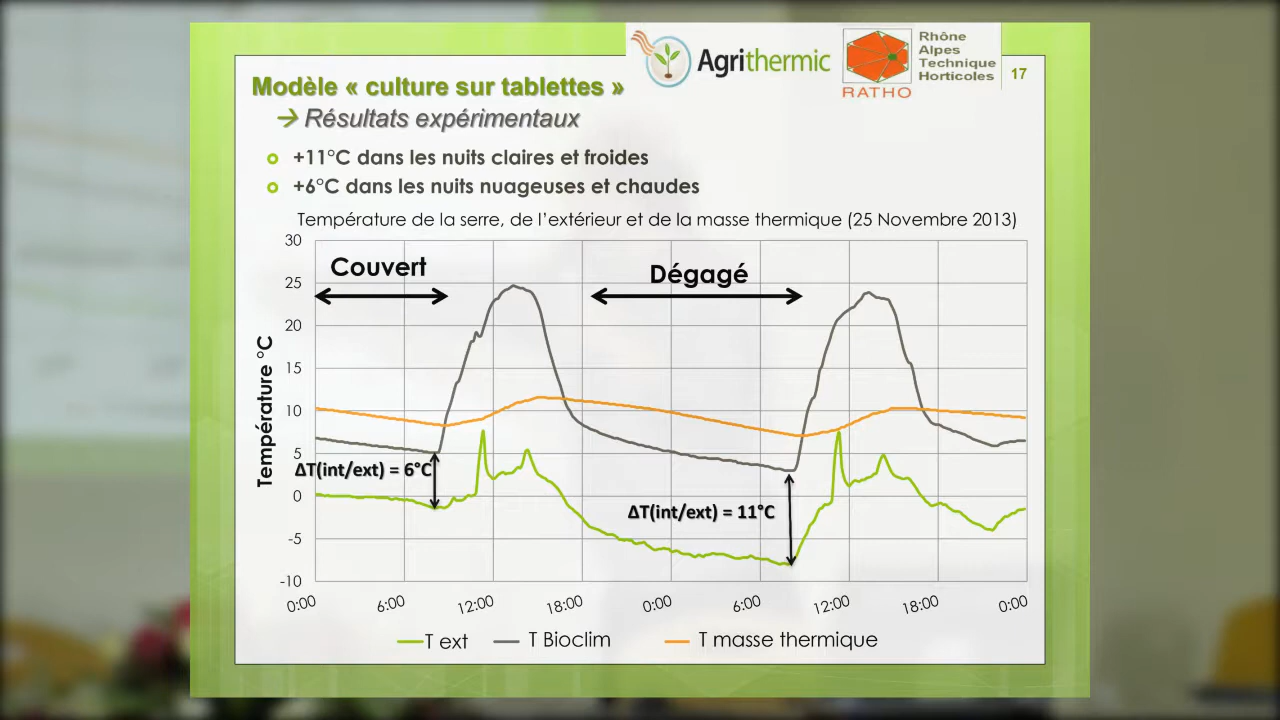 Agrithermic
Rhône
Alpes
Technique
Horticoles
RATHO
17
Modèle « culture sur tablettes »
→ Résultats expérimentaux
+11°C dans les nuits claires et froides
+6°C dans les nuits nuageuses et chaudes
Température de la serre, de l'extérieur et de la masse thermique (25 Novembre 2013)
Température °C
30
25
20
15
10
5
0
-5
-10
Couvert
Dégagé
ΔT(int/ext) = 6°C
ΔT(int/ext) = 11°C
0:00 6:00 12:00 18:00 0:00 6:00 12:00 18:00 0:00
T ext T Bioclim T masse thermique